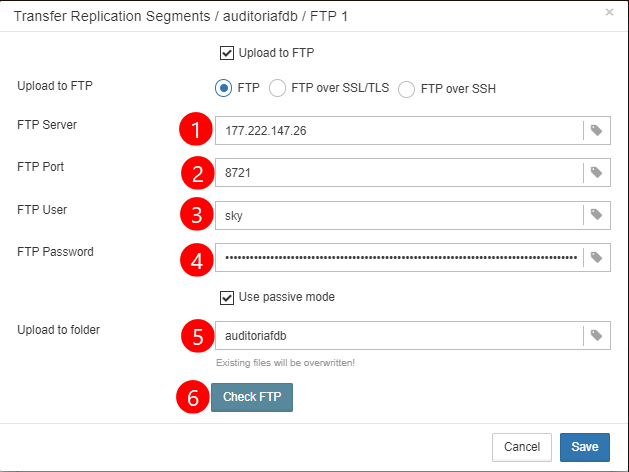 Transfer Replication Segments / auditoriafdb / FTP 1
×
Upload to FTP
Upload to FTP
FTP
FTP over SSL/TLS
FTP over SSH
FTP Server
1
177.222.147.26
FTP Port
2
8721
FTP User
3
sky
FTP Password
4
Use passive mode
Upload to folder
5
auditoriafdb
Existing files will be overwritten!
6
Check FTP
Cancel
Save